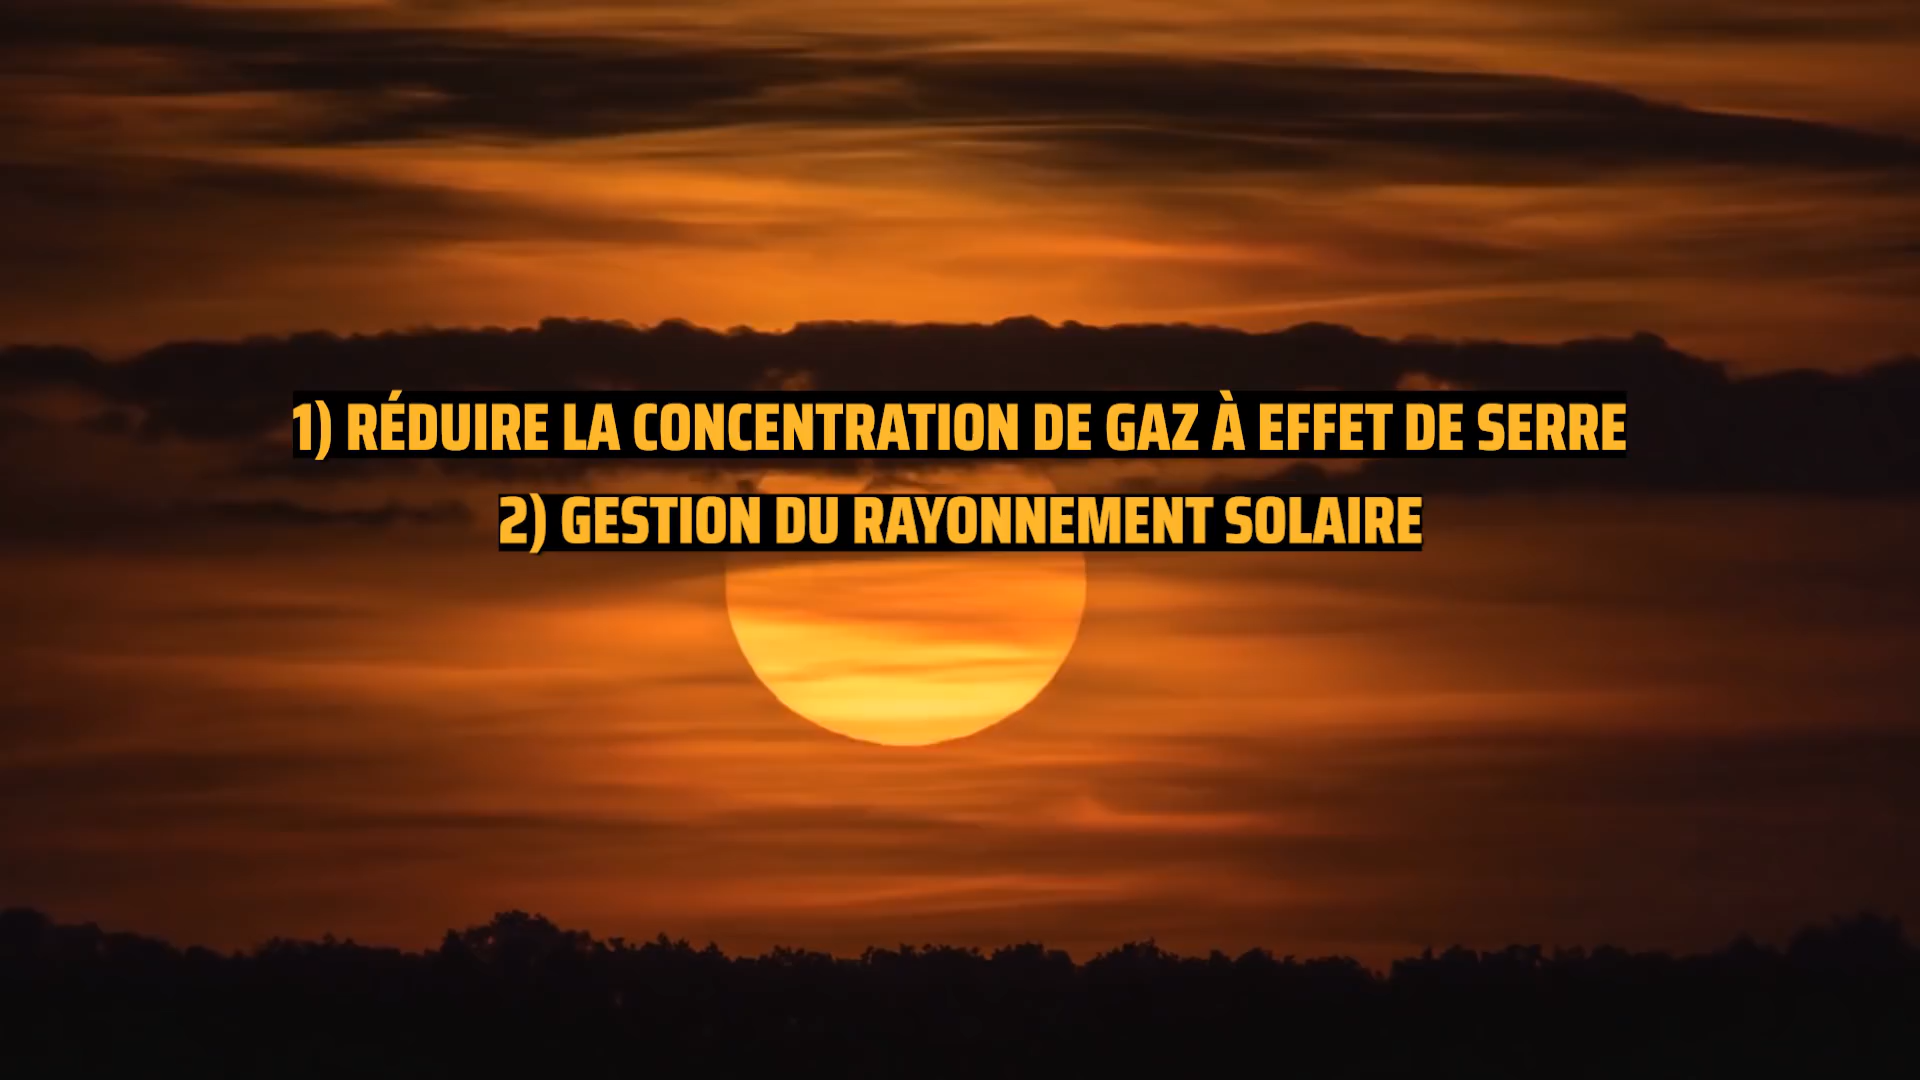 1) RÉDUIRE LA CONCENTRATION DE GAZ À EFFET DE SERRE
2) GESTION DU RAYONNEMENT SOLAIRE